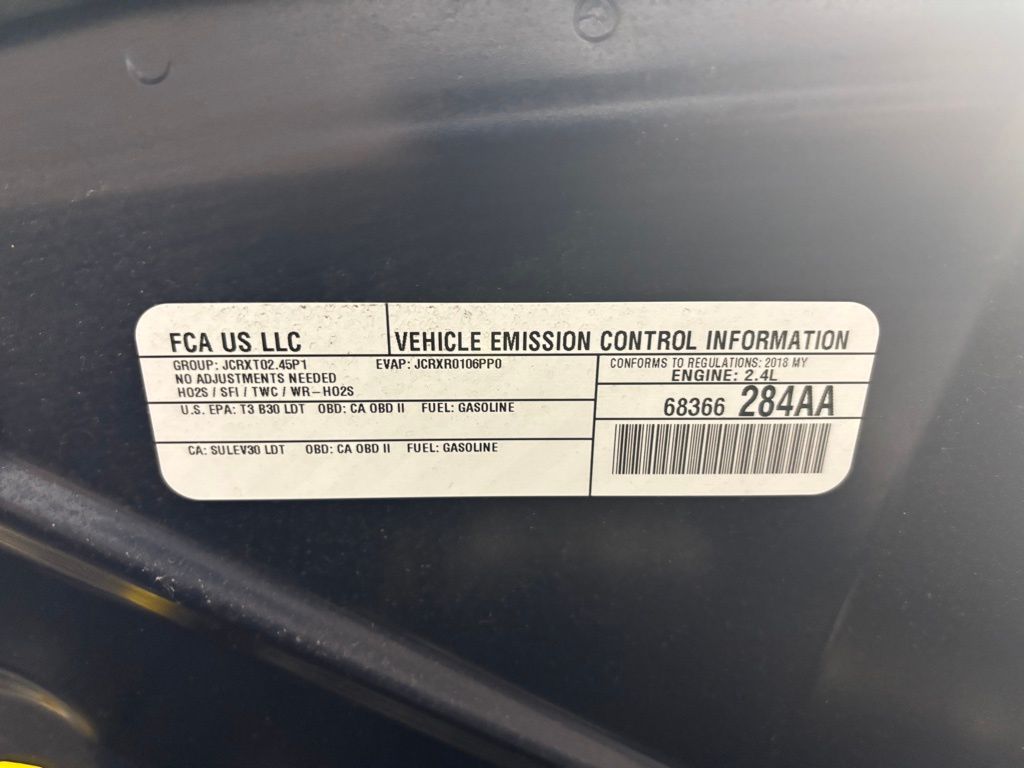 FCA US LLC
VEHICLE EMISSION CONTROL INFORMATION
GROUP: JCRXT02.45P1 EVAP: JCRXR0106PP0
NO ADJUSTMENTS NEEDED
HO2S / SFI / TWC / WR-HO2S
CONFORMS TO REGULATIONS: 2018 MY
ENGINE: 2.4L
U.S. EPA: T3 B30 LDT OBD: CA OBD II FUEL: GASOLINE
68366 284AA
CA: SULEV30 LDT OBD: CA OBD II FUEL: GASOLINE